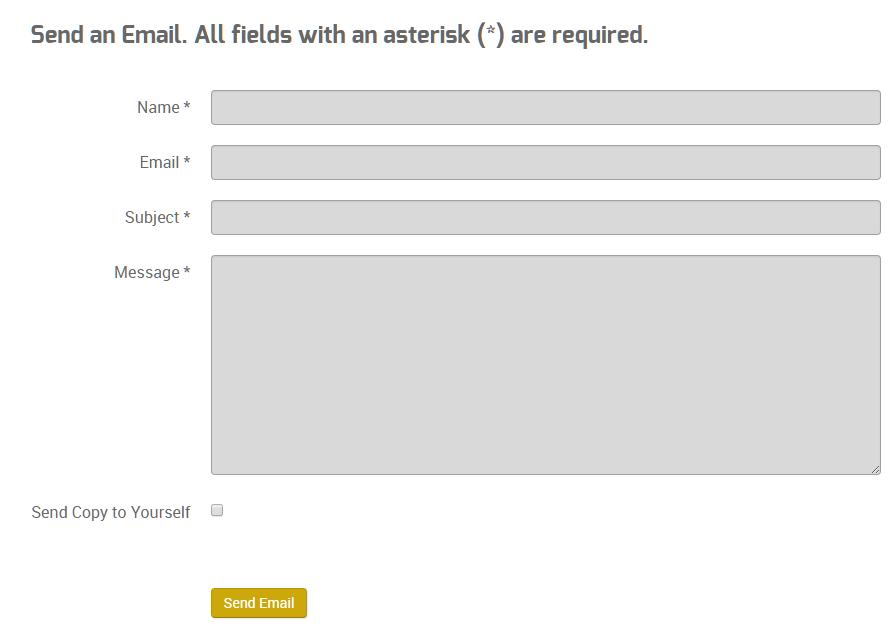 Send an Email. All fields with an asterisk (*) are required.
Name *
Email *
Subject *
Message *
Send Copy to Yourself
Send Email